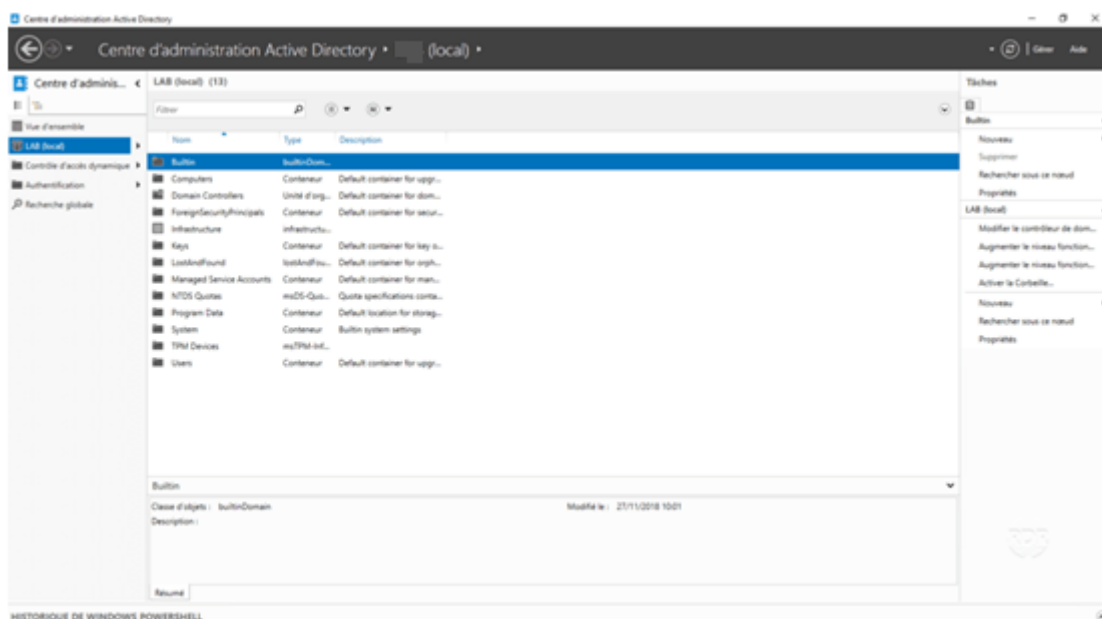 Centre d'administration Active Directory
Centre d'administration Active Directory • (local) •
Gérer Aide
Centre d'adminis...
Vue d'ensemble
LAB (local)
Contrôle d'accès dynamique
Authentification
Recherche globale
LAB (local) (13)
Filtrer
Nom Type Description
Builtin builtinDom...
Computers Conteneur Default container for upgr...
Domain Controllers Unité d'org... Default container for dom...
ForeignSecurityPrincipals Conteneur Default container for secur...
Infrastructure infrastructu...
Keys Conteneur Default container for key o...
LostAndFound lostAndFou... Default container for orph...
Managed Service Accounts Conteneur Default container for man...
NTDS Quotas msDS-Quo... Quota specifications conta...
Program Data Conteneur Default location for storag...
System Conteneur Builtin system settings
TPM Devices msTPM-Inf...
Users Conteneur Default container for upgr...
Builtin
Classe d'objets : builtinDomain Modifié le : 27/11/2018 10:01
Description :
Résumé
Tâches
Builtin
Nouveau
Supprimer
Rechercher sous ce nœud
Propriétés
LAB (local)
Modifier le contrôleur de dom...
Augmenter le niveau fonction...
Augmenter le niveau fonction...
Activer la Corbeille...
Nouveau
Rechercher sous ce nœud
Propriétés
HISTORIQUE DE WINDOWS POWERSHELL